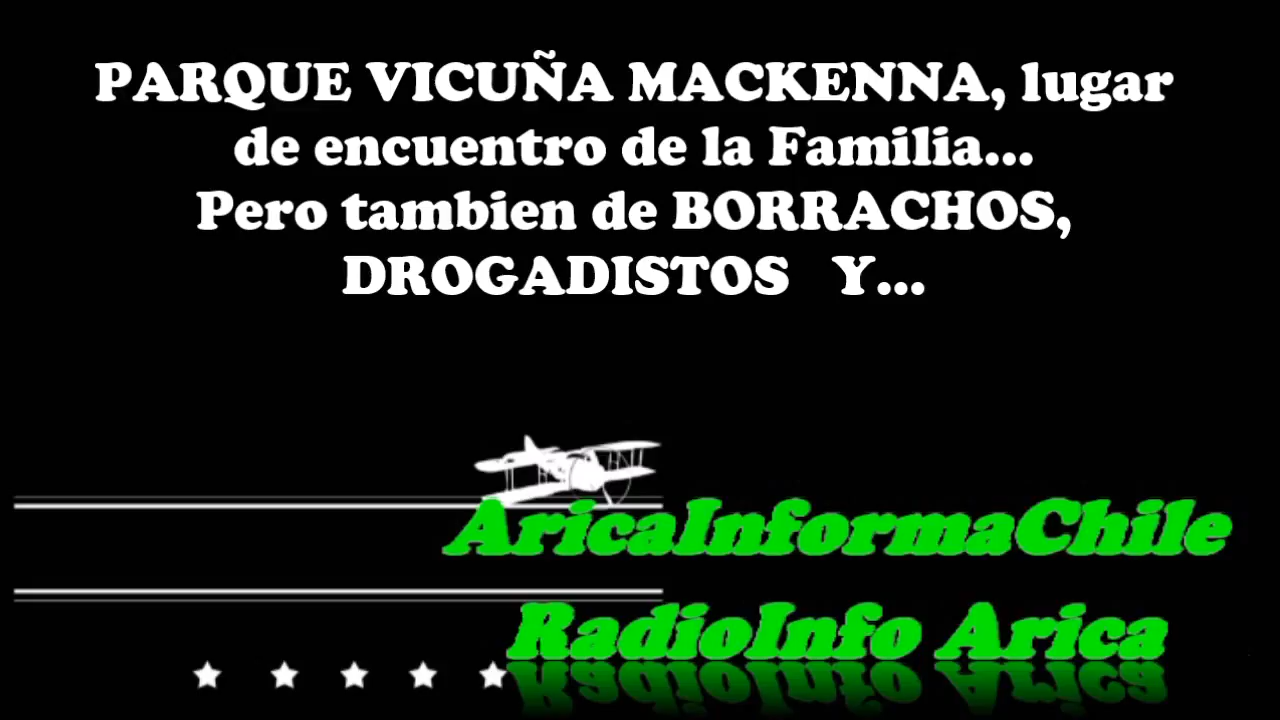 PARQUE VICUÑA MACKENNA, lugar
de encuentro de la Familia...
Pero tambien de BORRACHOS,
DROGADISTOS Y...
AricaInformaChile
RadioInfo Arica